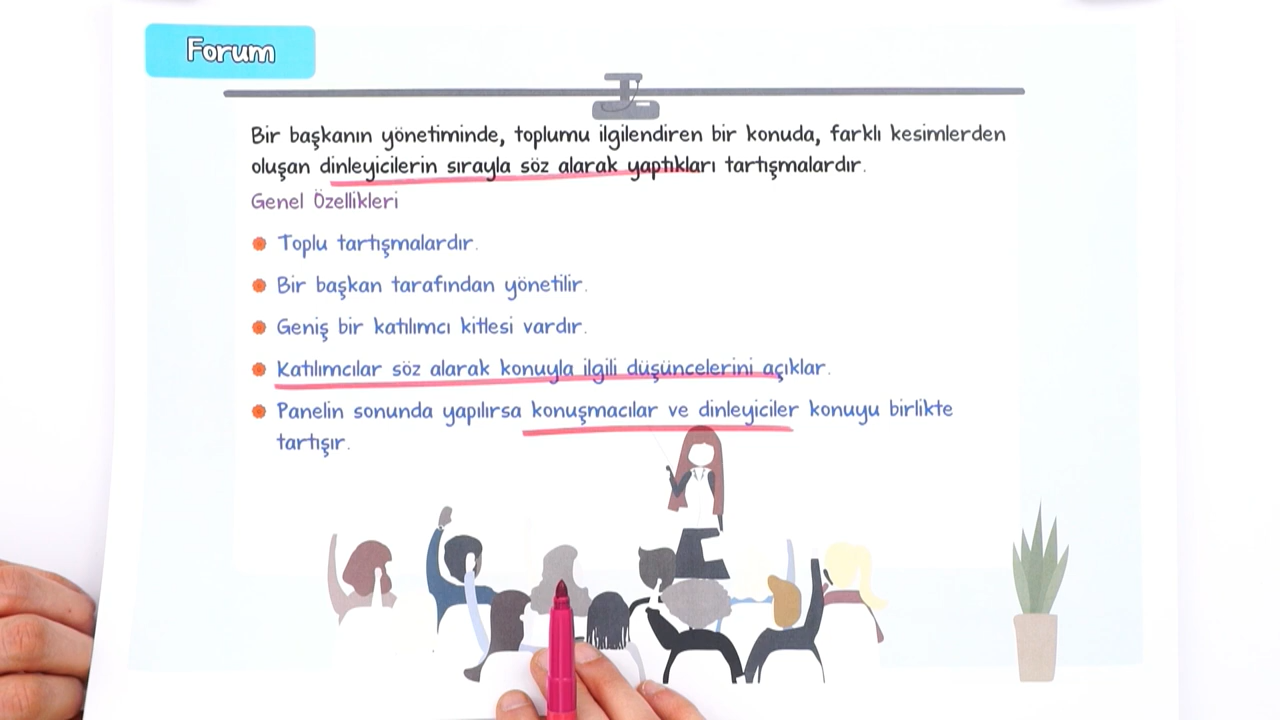 Forum
Bir başkanın yönetiminde, toplumu ilgilendiren bir konuda, farklı kesimlerden
oluşan dinleyicilerin sırayla söz alarak yaptıkları tartışmalardır.
Genel Özellikleri
Toplu tartışmalardır.
Bir başkan tarafından yönetilir.
Geniş bir katılımcı kitlesi vardır.
Katılımcılar söz alarak konuyla ilgili düşüncelerini açıklar.
Panelin sonunda yapılırsa konuşmacılar ve dinleyiciler konuyu birlikte
tartışır.